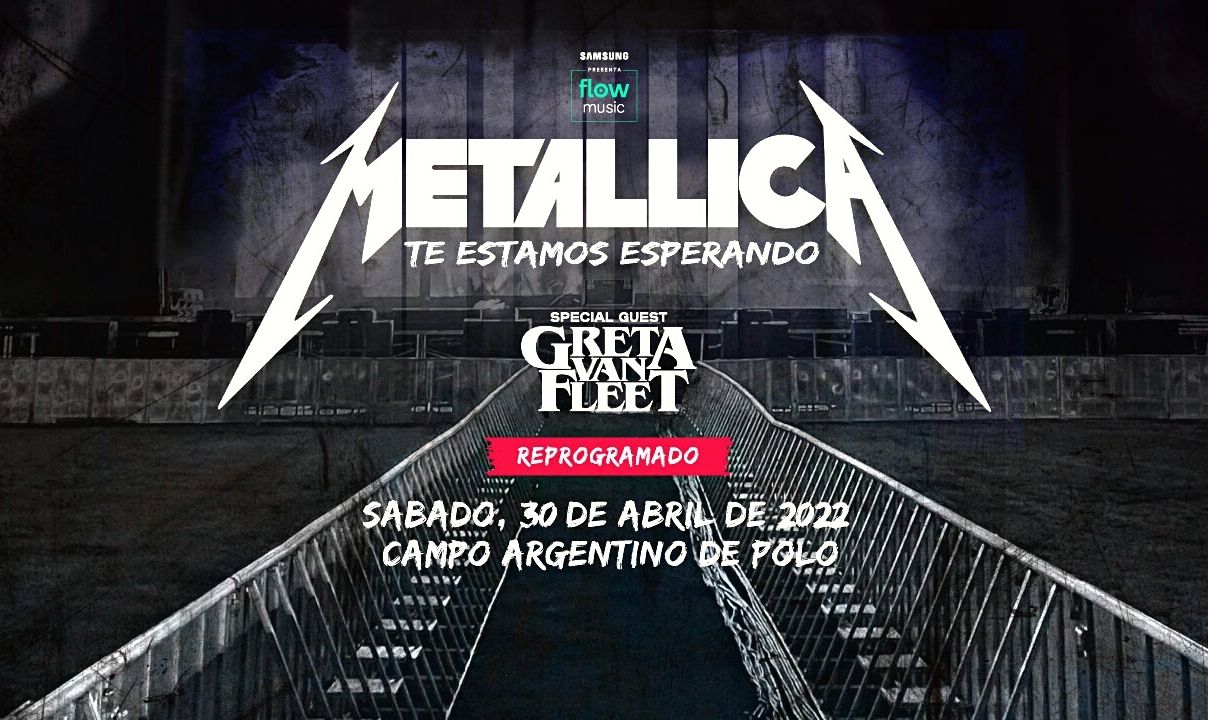 SAMSUNG
PRESENTA
flow
music
METALLICA
TE ESTAMOS ESPERANDO
SPECIAL GUEST
GRETA
VAN
FLEET
REPROGRAMADO
SABADO, 30 DE ABRIL DE 2022
CAMPO ARGENTINO DE POLO